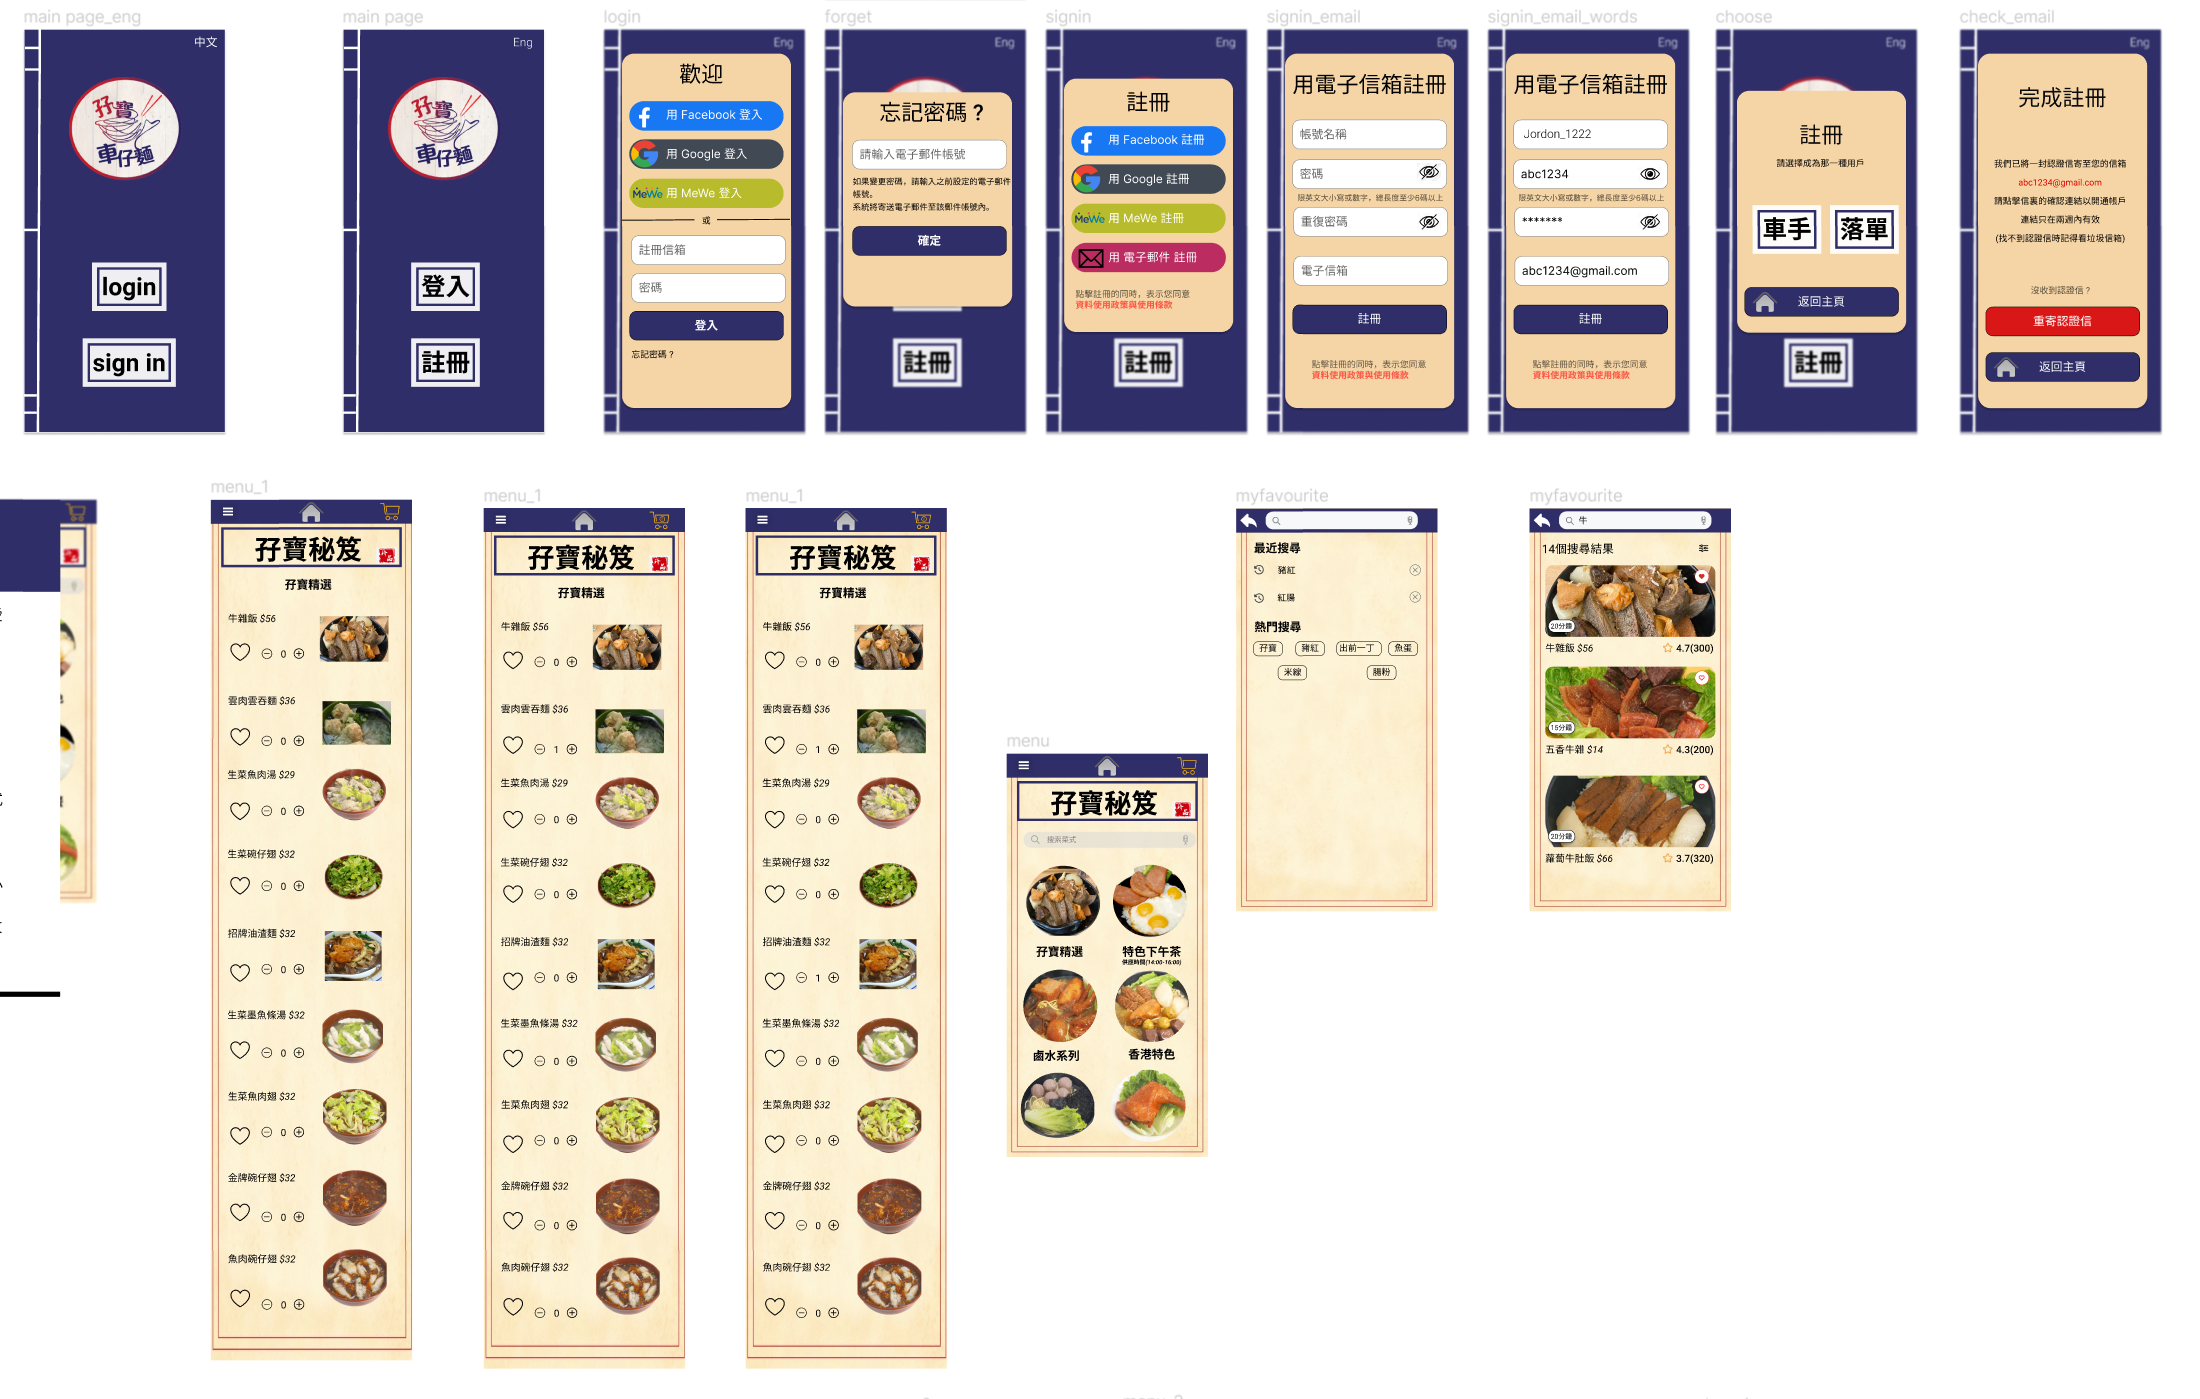 main page_eng
中文
孖寶
車仔麵
login
sign in
main page
Eng
孖寶
車仔麵
登入
註冊
login
Eng
歡迎
用 Facebook 登入
用 Google 登入
MeWe 用 MeWe 登入
或
註冊信箱
密碼
登入
忘記密碼？
forget
Eng
忘記密碼？
請輸入電子郵件帳號
如果變更密碼，請輸入之前設定的電子郵件
帳號。
系統將寄送電子郵件至該郵件帳號內。
確定
signin
Eng
註冊
用 Facebook 註冊
用 Google 註冊
MeWe 用 MeWe 註冊
用 電子郵件 註冊
點擊註冊的同時，表示您同意
資料使用政策與使用條款
註冊
signin_email
Eng
用電子信箱註冊
帳號名稱
密碼
限英文大小寫或數字，總長度至少6碼以上
重復密碼
電子信箱
註冊
點擊註冊的同時，表示您同意
資料使用政策與使用條款
signin_email_words
Eng
用電子信箱註冊
Jordon_1222
abc1234
限英文大小寫或數字，總長度至少6碼以上
*******
abc1234@gmail.com
註冊
點擊註冊的同時，表示您同意
資料使用政策與使用條款
choose
Eng
註冊
請選擇成為那一種用戶
車手
落單
返回主頁
註冊
check_email
Eng
完成註冊
我們已將一封認證信寄至您的信箱
abc1234@gmail.com
請點擊信裏的確認連結以開通帳戶
連結只在兩週內有效
(找不到認證信時記得看垃圾信箱)
沒收到認證信？
重寄認證信
返回主頁
menu_1
孖寶秘笈
孖寶精選
牛雜飯 $56
0
雲肉雲吞麵 $36
0
生菜魚肉湯 $29
0
生菜碗仔翅 $32
0
招牌油渣麵 $32
0
生菜墨魚條湯 $32
0
生菜魚肉翅 $32
0
金牌碗仔翅 $32
0
魚肉碗仔翅 $32
0
menu_1
孖寶秘笈
孖寶精選
牛雜飯 $56
0
雲肉雲吞麵 $36
1
生菜魚肉湯 $29
0
生菜碗仔翅 $32
0
招牌油渣麵 $32
0
生菜墨魚條湯 $32
0
生菜魚肉翅 $32
0
金牌碗仔翅 $32
0
魚肉碗仔翅 $32
0
menu_1
孖寶秘笈
孖寶精選
牛雜飯 $56
0
雲肉雲吞麵 $36
1
生菜魚肉湯 $29
0
生菜碗仔翅 $32
0
招牌油渣麵 $32
1
生菜墨魚條湯 $32
0
生菜魚肉翅 $32
0
金牌碗仔翅 $32
0
魚肉碗仔翅 $32
0
menu
孖寶秘笈
搜索菜式
孖寶精選
特色下午茶
供應時間(14:00-16:00)
鹵水系列
香港特色
myfavourite
最近搜尋
豬紅
紅腸
熱門搜尋
孖寶
豬紅
出前一丁
魚蛋
米線
腸粉
myfavourite
牛
14個搜尋結果
20分鐘
牛雜飯 $56
4.7(300)
15分鐘
五香牛雜 $14
4.3(200)
20分鐘
蘿蔔牛肚飯 $66
3.7(320)